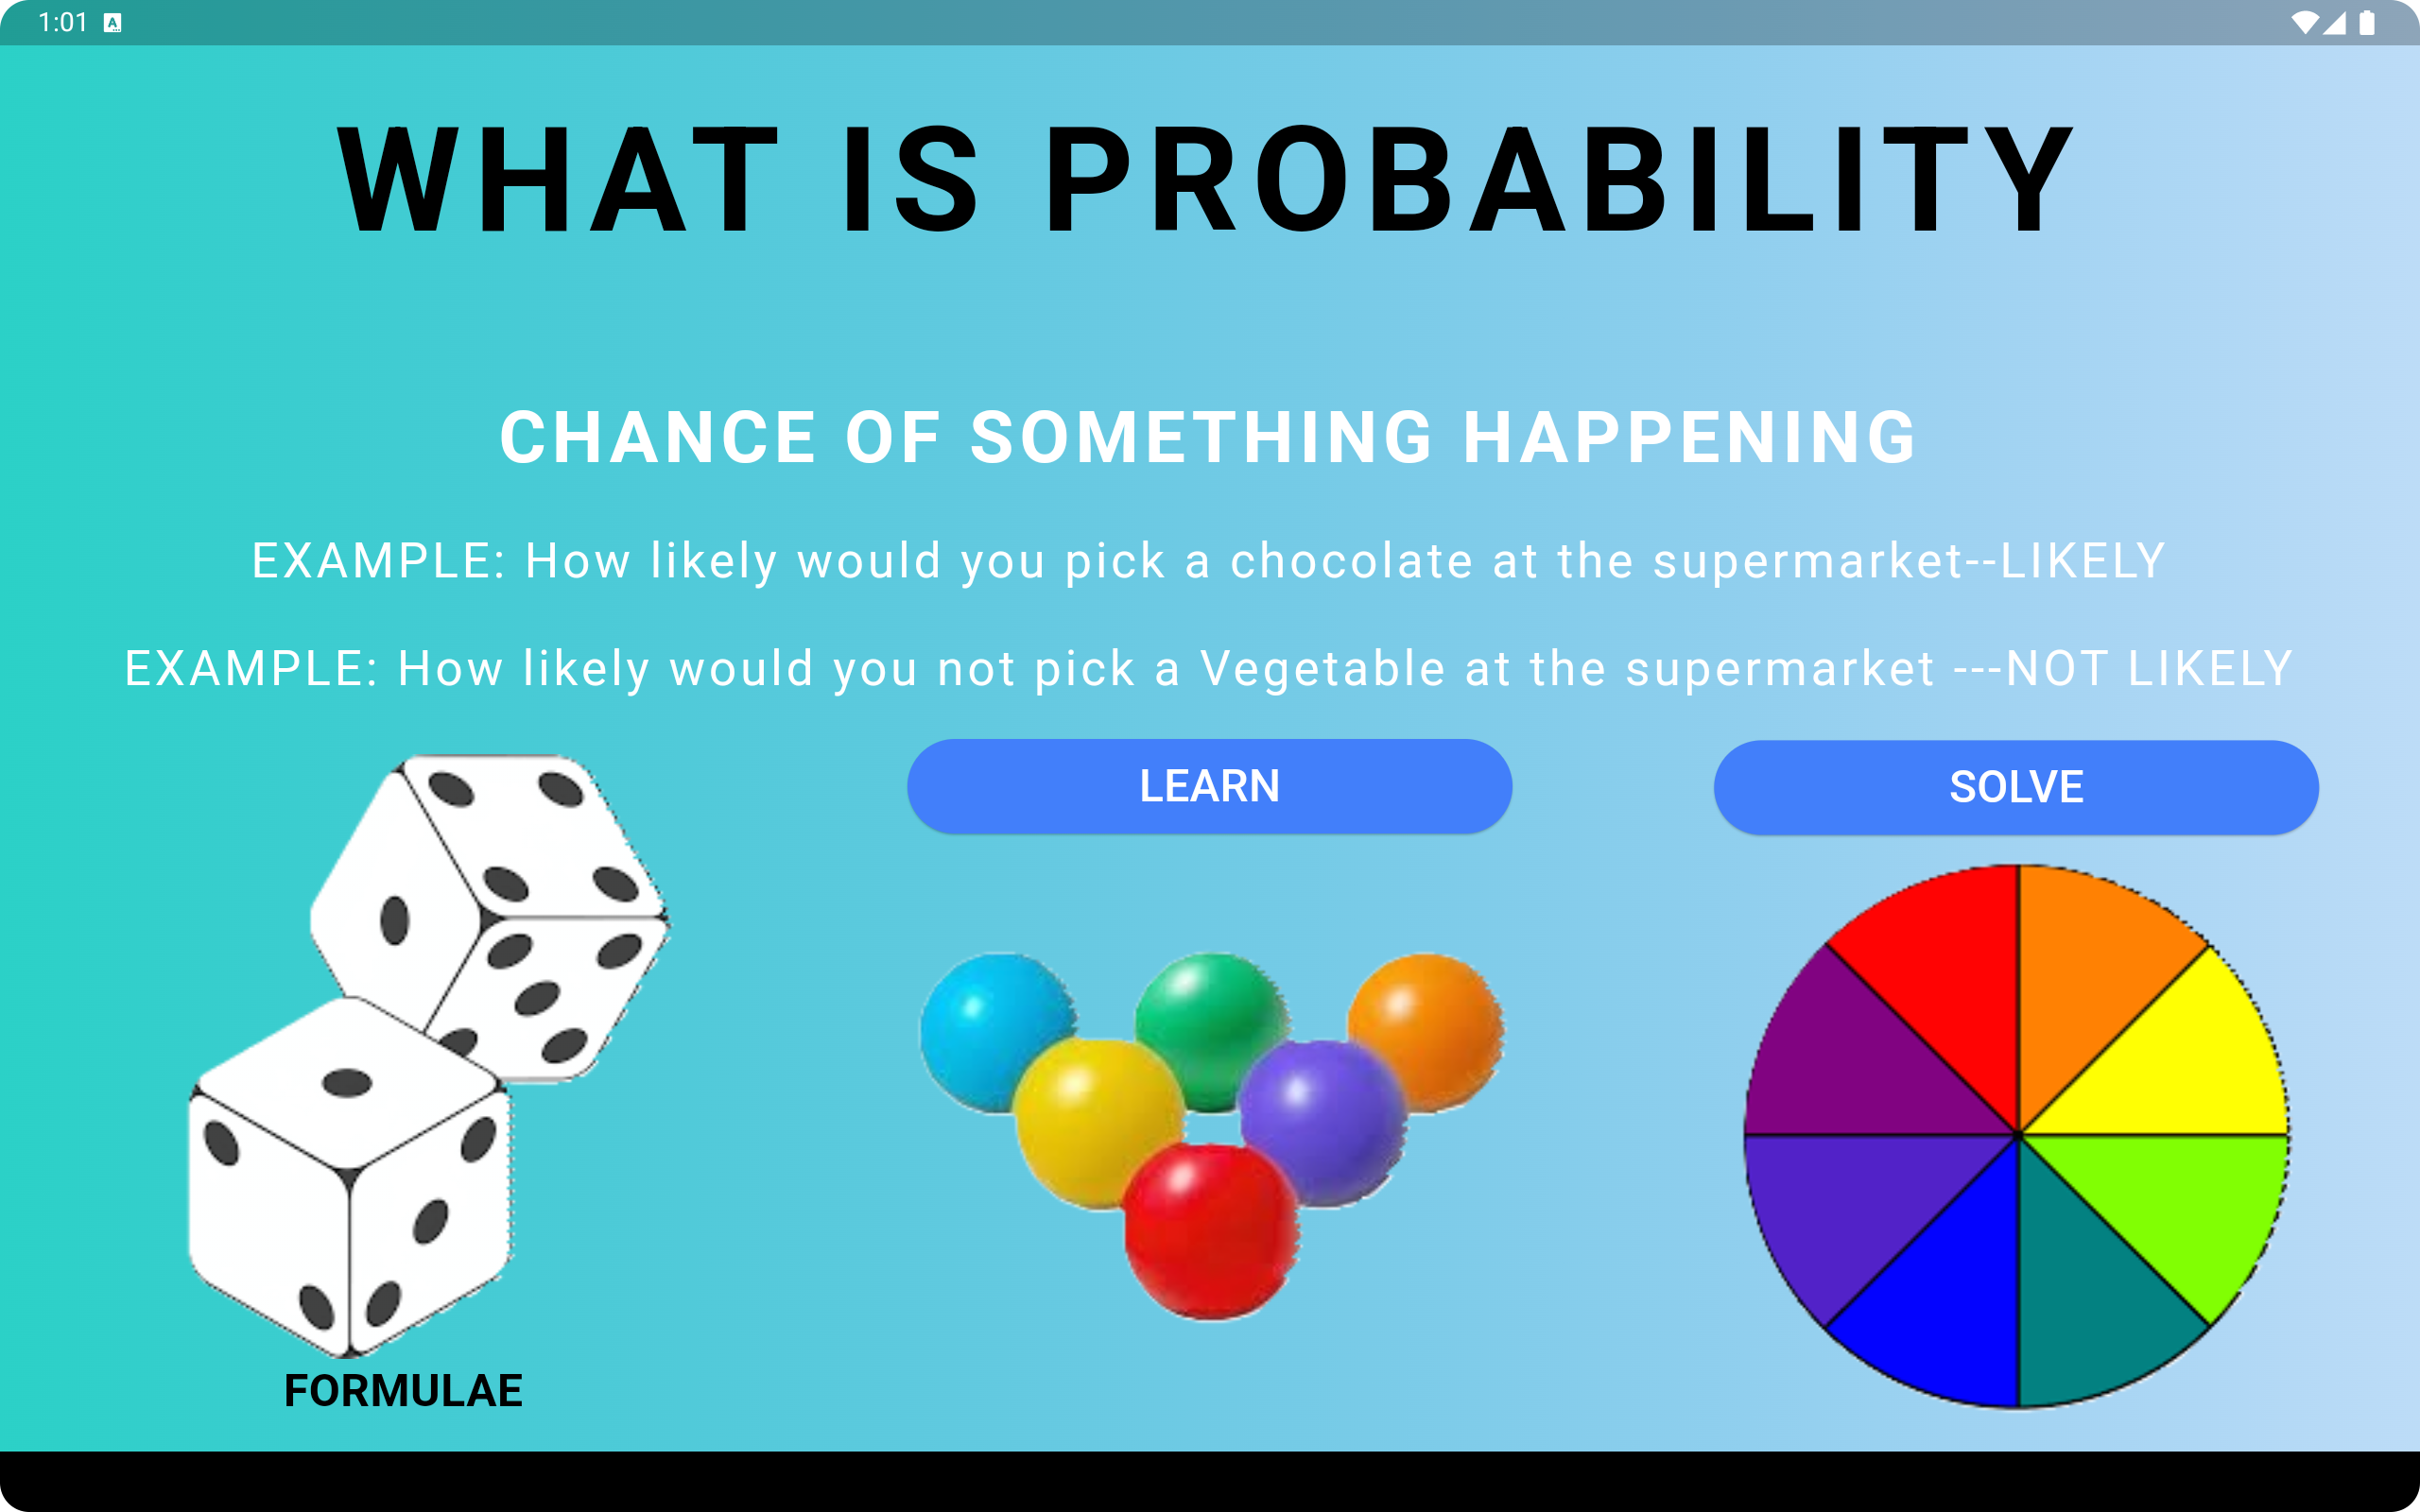 1:01
WHAT IS PROBABILITY
CHANCE OF SOMETHING HAPPENING
EXAMPLE: How likely would you pick a chocolate at the supermarket--LIKELY
EXAMPLE: How likely would you not pick a Vegetable at the supermarket ---NOT LIKELY
LEARN
SOLVE
FORMULAE